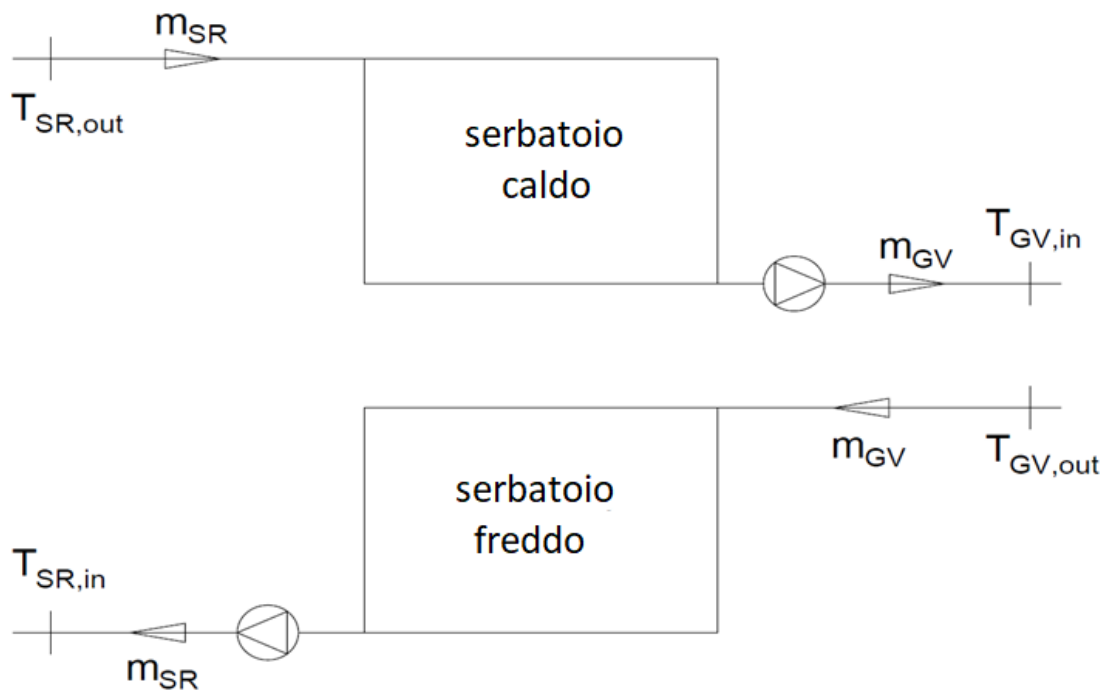 m_SR
T_SR,out
serbatoio
caldo
T_GV,in
m_GV
m_GV
T_GV,out
serbatoio
freddo
T_SR,in
m_SR